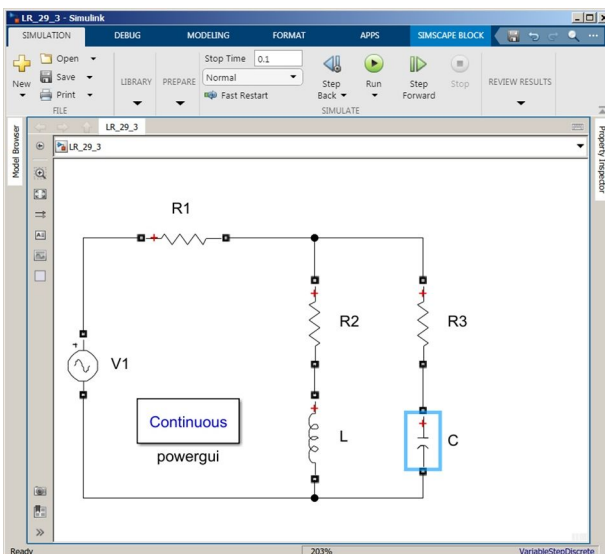 LR_29_3 - Simulink
SIMULATION DEBUG MODELING FORMAT APPS SIMSCAPE BLOCK
New
Open
Save
Print
FILE
LIBRARY
PREPARE
Stop Time 0.1
Normal
Fast Restart
Step Back
Run
Step Forward
Stop
SIMULATE
REVIEW RESULTS
Model Browser
LR_29_3
LR_29_3
Property Inspector
R1
R2
R3
V1
Continuous
powergui
L
C
Ready 203% VariableStepDiscrete